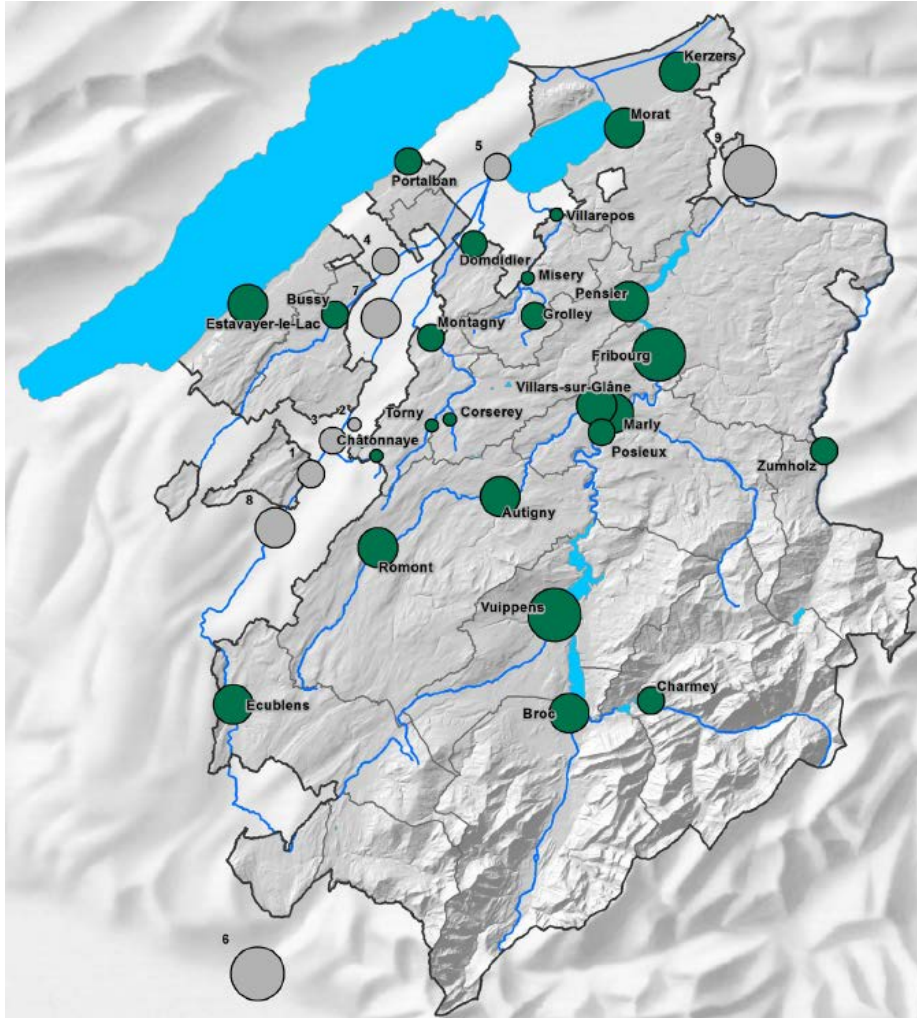 Kerzers
Morat
9
5
Portalban
Villarepos
4
Domdidier
Misery
7
Bussy
Pensier
Estavayer-le-Lac
Grolley
Montagny
Fribourg
Villars-sur-Glâne
2
3
Torny
Corserey
Marly
Châtonnaye
Posieux
1
Zumholz
8
Autigny
Romont
Vuippens
Charmey
Ecublens
Broc
6